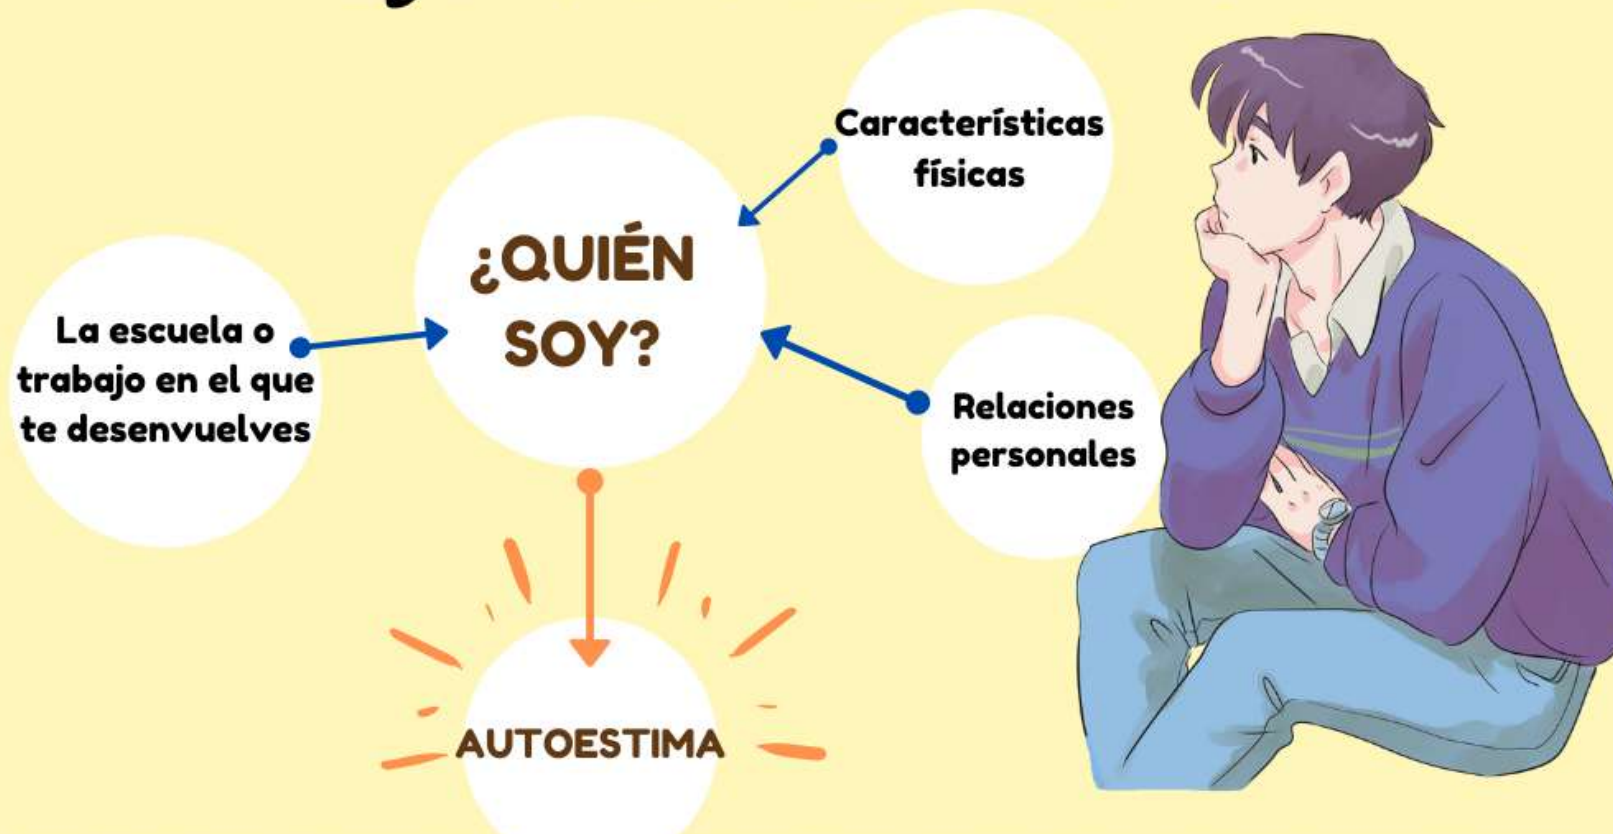 Características
físicas
¿QUIÉN
SOY?
La escuela o
trabajo en el que
te desenvuelves
Relaciones
personales
AUTOESTIMA